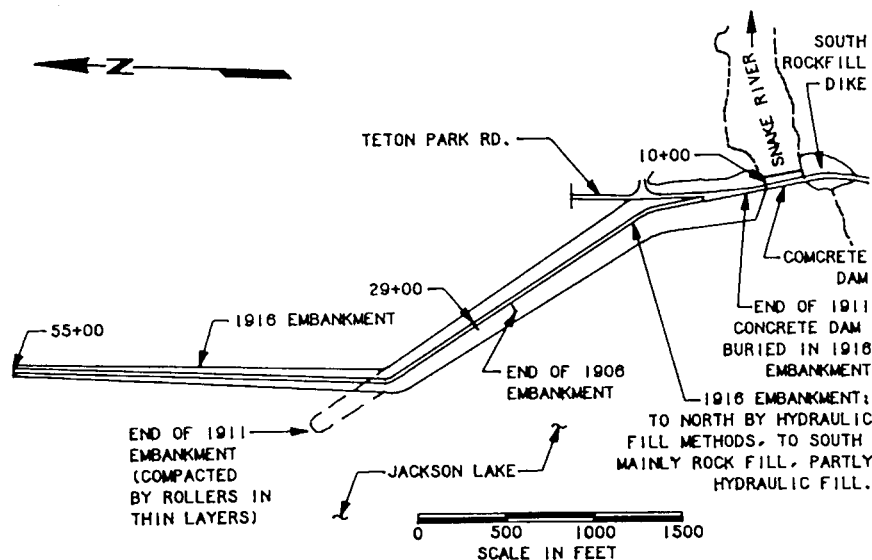 N
SNAKE RIVER
SOUTH
ROCKFILL
DIKE
TETON PARK RD.
10+00
COMCRETE
DAM
29+00
END OF 1911
CONCRETE DAM
BURIED IN 1916
EMBANKMENT
55+00
1916 EMBANKMENT
END OF 1906
EMBANKMENT
1916 EMBANKMENT:
TO NORTH BY HYDRAULIC
FILL METHODS. TO SOUTH
MAINLY ROCK FILL. PARTLY
HYDRAULIC FILL.
END OF 1911
EMBANKMENT
(COMPACTED
BY ROLLERS IN
THIN LAYERS)
JACKSON LAKE
0 500 1000 1500
SCALE IN FEET